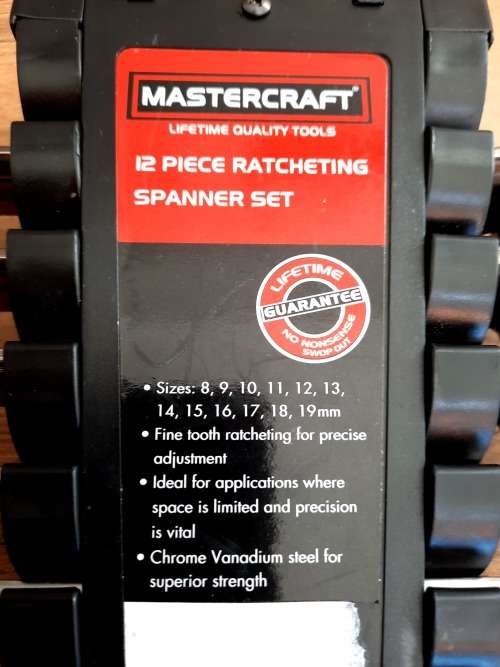 MASTERCRAFT®
LIFETIME QUALITY TOOLS
12 PIECE RATCHETING
SPANNER SET
LIFETIME
GUARANTEE
NO NONSENSE
SWOP OUT
• Sizes: 8, 9, 10, 11, 12, 13,
14, 15, 16, 17, 18, 19mm
• Fine tooth ratcheting for precise
adjustment
• Ideal for applications where
space is limited and precision
is vital
• Chrome Vanadium steel for
superior strength